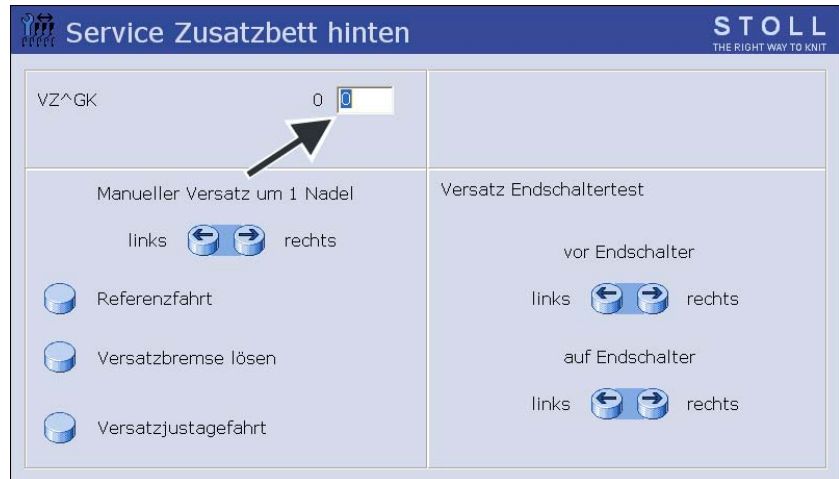 Service Zusatzbett hinten
STOLL
THE RIGHT WAY TO KNIT
VZ^GK 0 0
Manueller Versatz um 1 Nadel
links rechts
Referenzfahrt
Versatzbremse lösen
Versatzjustagefahrt
Versatz Endschaltertest
vor Endschalter
links rechts
auf Endschalter
links rechts